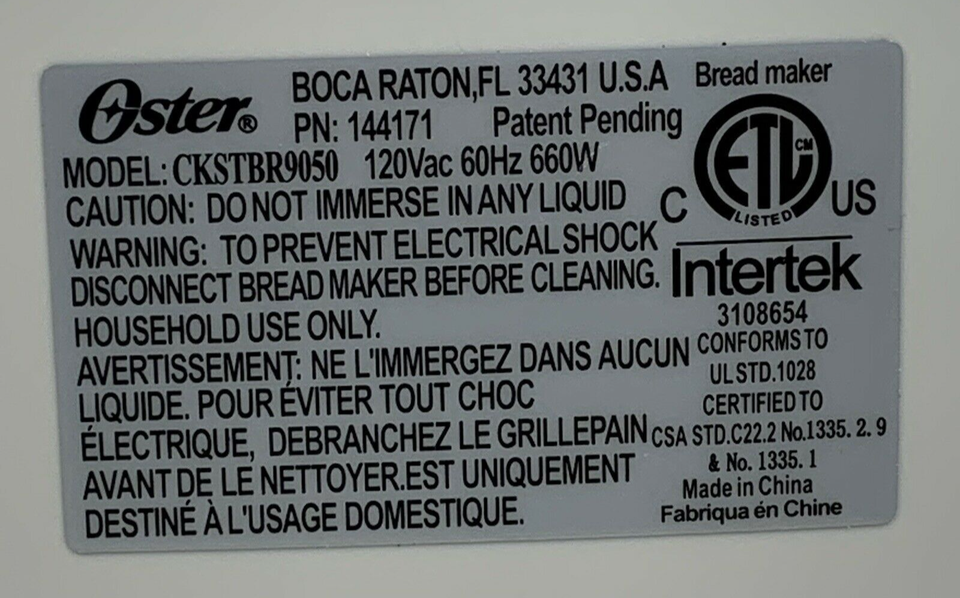 Oster®
BOCA RATON,FL 33431 U.S.A
PN: 144171 Patent Pending
MODEL: CKSTBR9050 120Vac 60Hz 660W
CAUTION: DO NOT IMMERSE IN ANY LIQUID
WARNING: TO PREVENT ELECTRICAL SHOCK
DISCONNECT BREAD MAKER BEFORE CLEANING.
HOUSEHOLD USE ONLY.
AVERTISSEMENT: NE L'IMMERGEZ DANS AUCUN
LIQUIDE. POUR ÉVITER TOUT CHOC
ÉLECTRIQUE, DEBRANCHEZ LE GRILLEPAIN
AVANT DE LE NETTOYER.EST UNIQUEMENT
DESTINÉ À L'USAGE DOMESTIQUE.
Bread maker
ETL CM
LISTED
C US
Intertek
3108654
CONFORMS TO
UL STD.1028
CERTIFIED TO
CSA STD.C22.2 No.1335. 2. 9
& No. 1335. 1
Made in China
Fabriqua én Chine